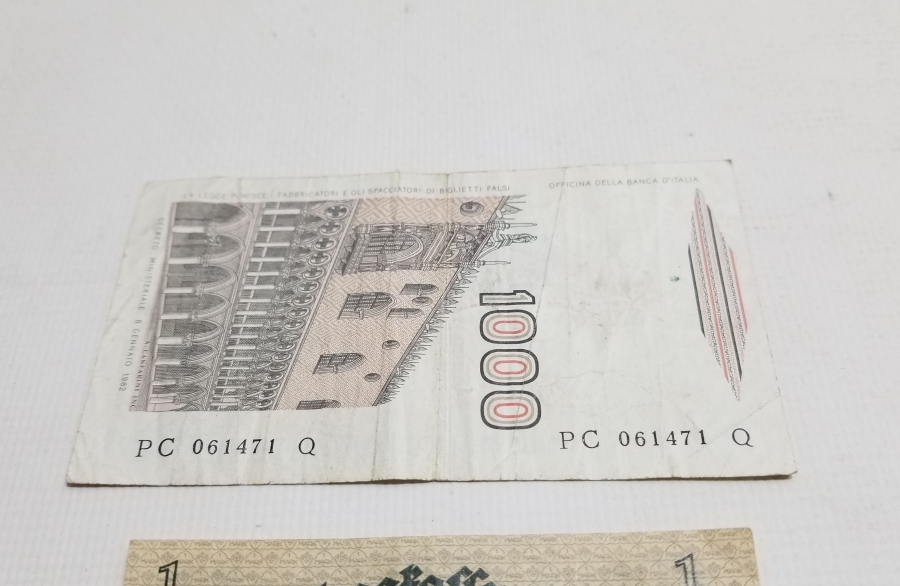 LA LEGGE PUNISCE I FABBRICATORI E GLI SPACCIATORI DI BIGLIETTI FALSI
OFFICINA DELLA BANCA D'ITALIA
DECRETO MINISTERIALE 6 GENNAIO 1982
1000
PC 061471 Q
PC 061471 Q
1
1